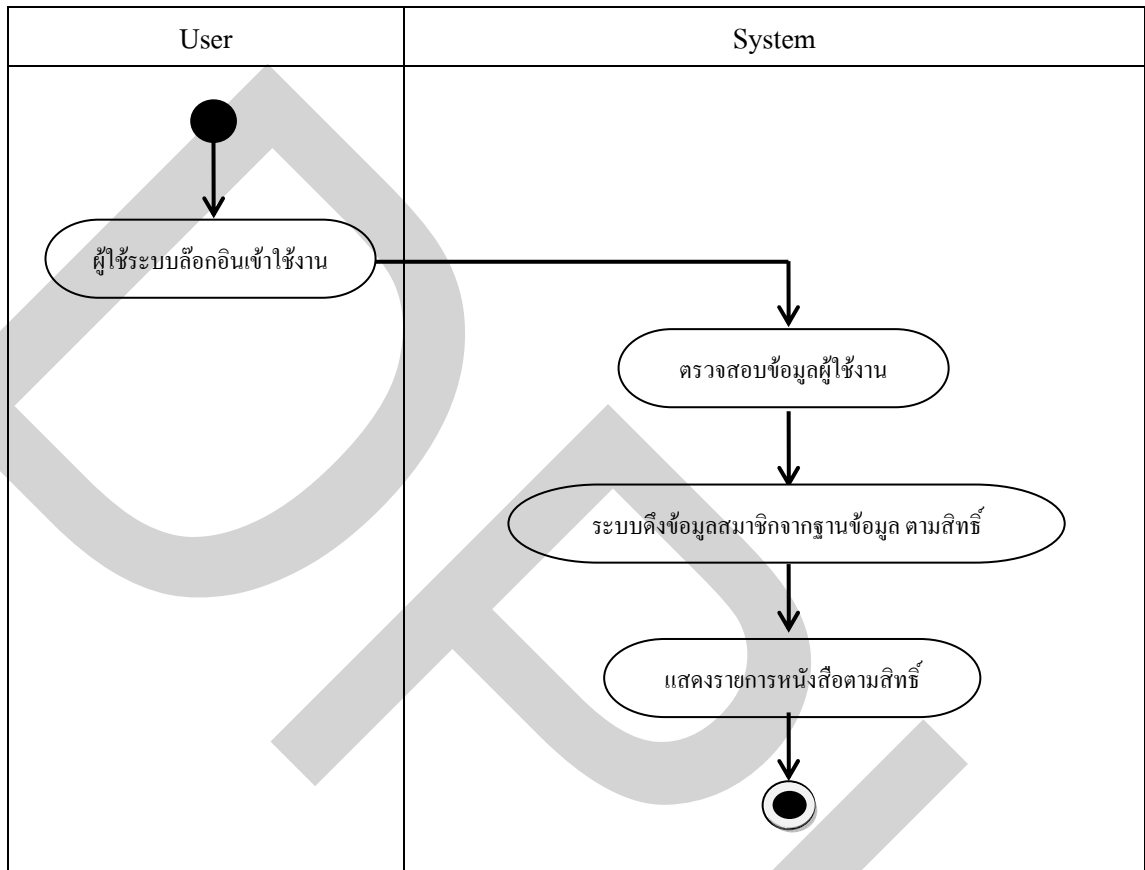 User
System
ผู้ใช้ระบบล๊อกอินเข้าใช้งาน
ตรวจสอบข้อมูลผู้ใช้งาน
ระบบดึงข้อมูลสมาชิกจากฐานข้อมูล ตามสิทธิ์
แสดงรายการหนังสือตามสิทธิ์